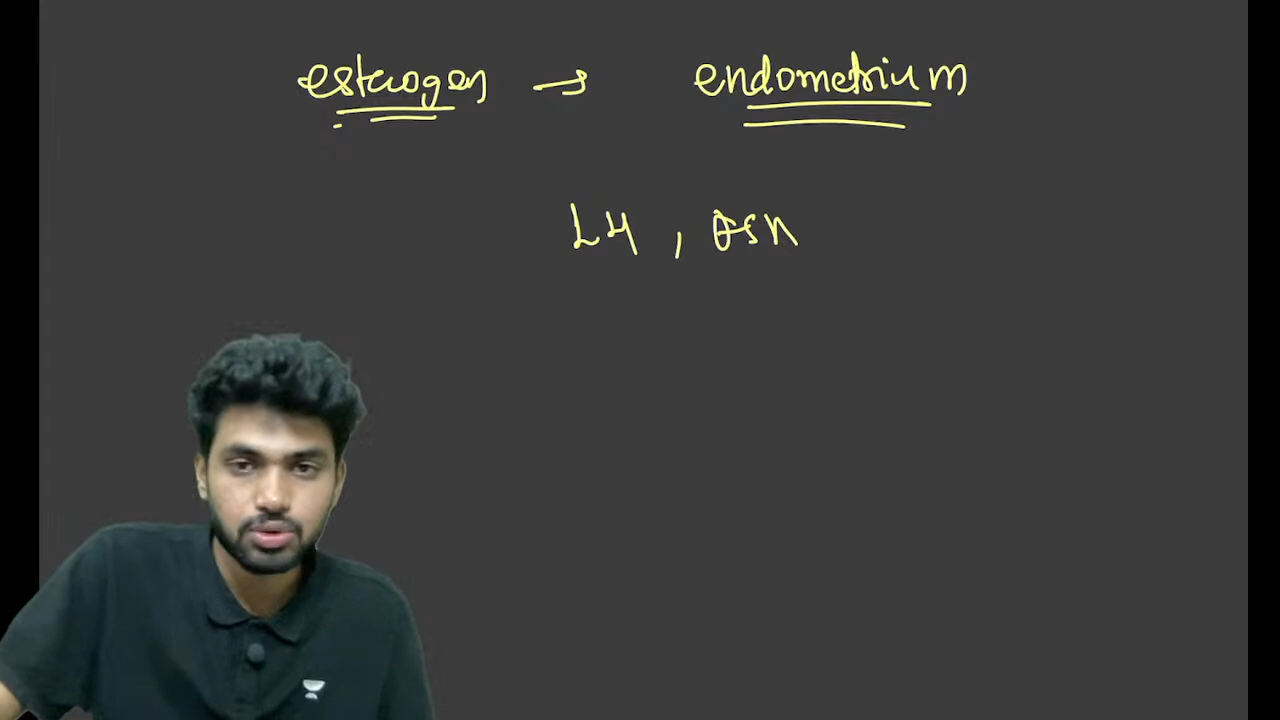 estrogen → endometrium
LH , FSH